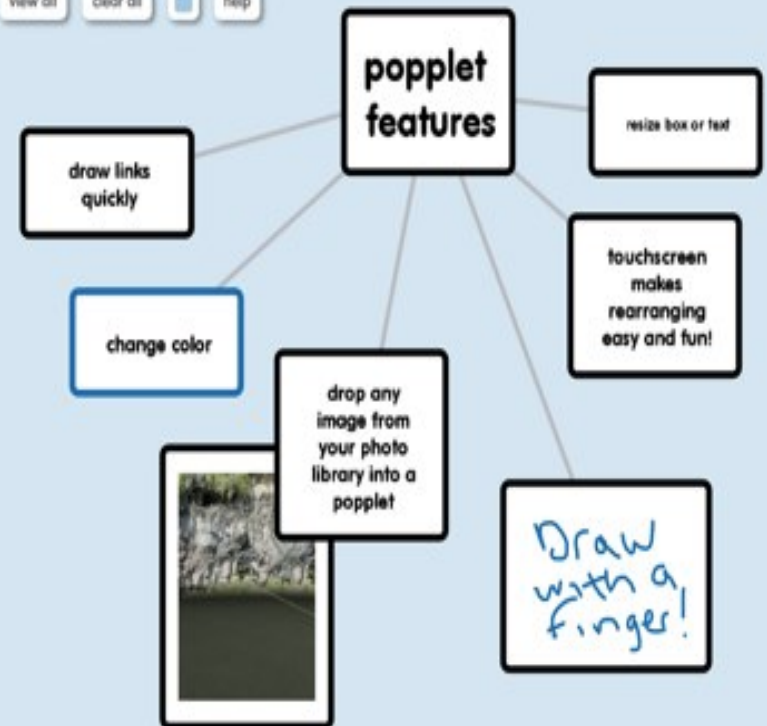 view all
clear all
help
popplet
features
resize box or text
draw links
quickly
touchscreen
makes
rearranging
easy and fun!
change color
drop any
image from
your photo
library into a
popplet
Draw
with a
finger!